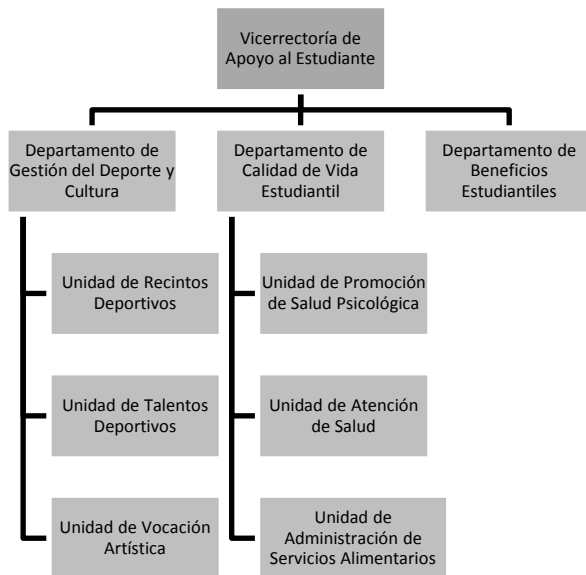 Vicerrectoría de
Apoyo al Estudiante
Departamento de
Gestión del Deporte y
Cultura
Departamento de
Calidad de Vida
Estudiantil
Departamento de
Beneficios
Estudiantiles
Unidad de Recintos
Deportivos
Unidad de Promoción
de Salud Psicológica
Unidad de Talentos
Deportivos
Unidad de Atención
de Salud
Unidad de Vocación
Artística
Unidad de
Administración de
Servicios Alimentarios